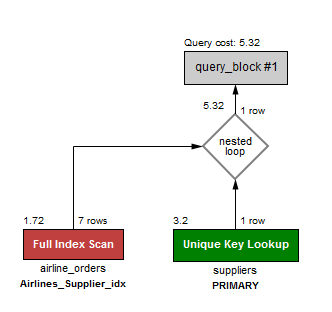 Query cost: 5.32
query_block #1
5.32
1 row
nested
loop
1.72
7 rows
3.2
1 row
Full Index Scan
Unique Key Lookup
airline_orders
suppliers
Airlines_Supplier_idx
PRIMARY